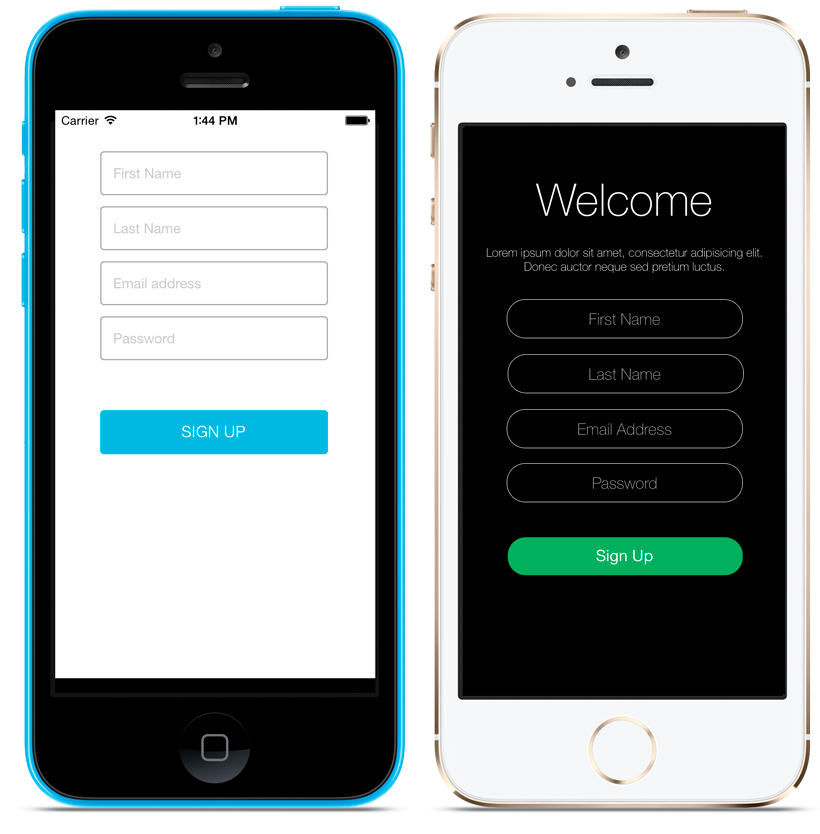 Carrier
1:44 PM
First Name
Last Name
Email address
Password
SIGN UP
Welcome
Lorem ipsum dolor sit amet, consectetur adipisicing elit.
Donec auctor neque sed pretium luctus.
First Name
Last Name
Email Address
Password
Sign Up